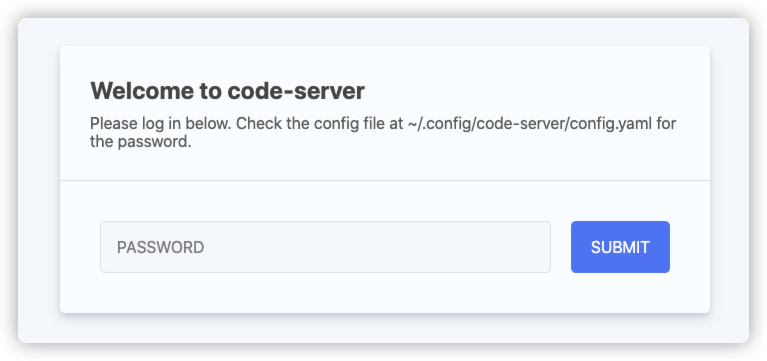 Welcome to code-server
Please log in below. Check the config file at ~/.config/code-server/config.yaml for
the password.
PASSWORD
SUBMIT